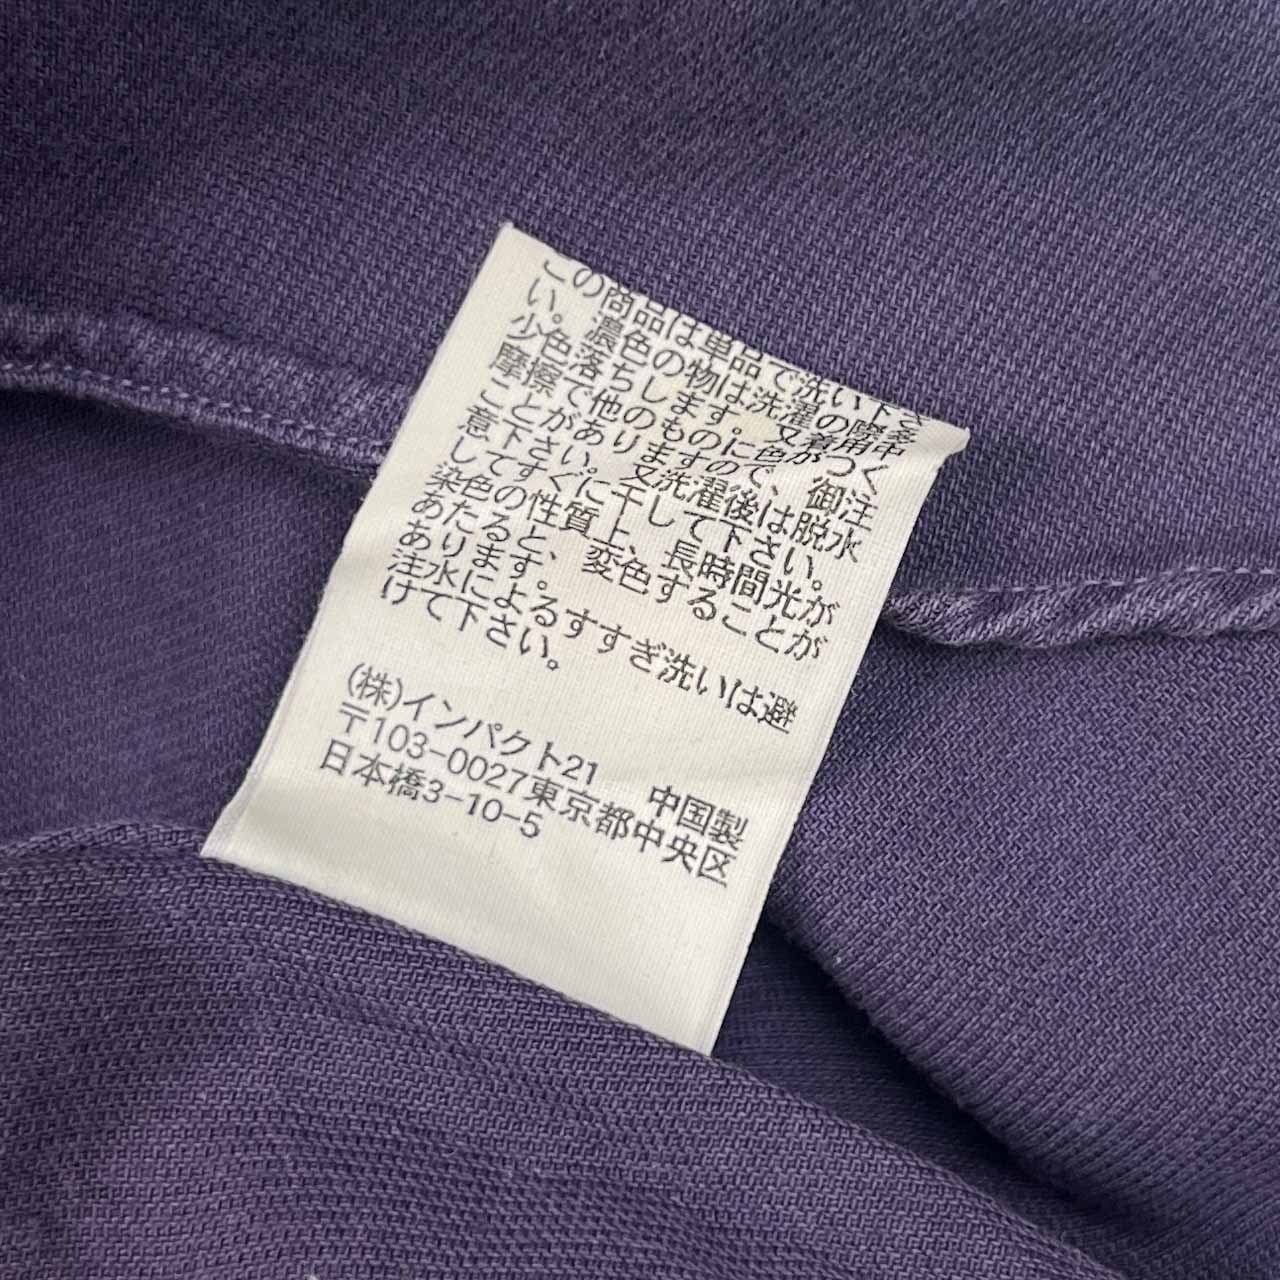 この商品は単品で洗い下さ
い。濃色の物は洗濯の際多
少色落ちします。又着用中
摩擦で他のものに色がつく
ことがありますので、御注
意下さい。又洗濯後は脱水
してすぐに干して下さい。
染色の性質上、長時間光が
あたると、変色することが
あります。
注水によるすすぎ洗いは避
けて下さい。
(株)インパクト21 中国製
〒103-0027東京都中央区
日本橋3-10-5